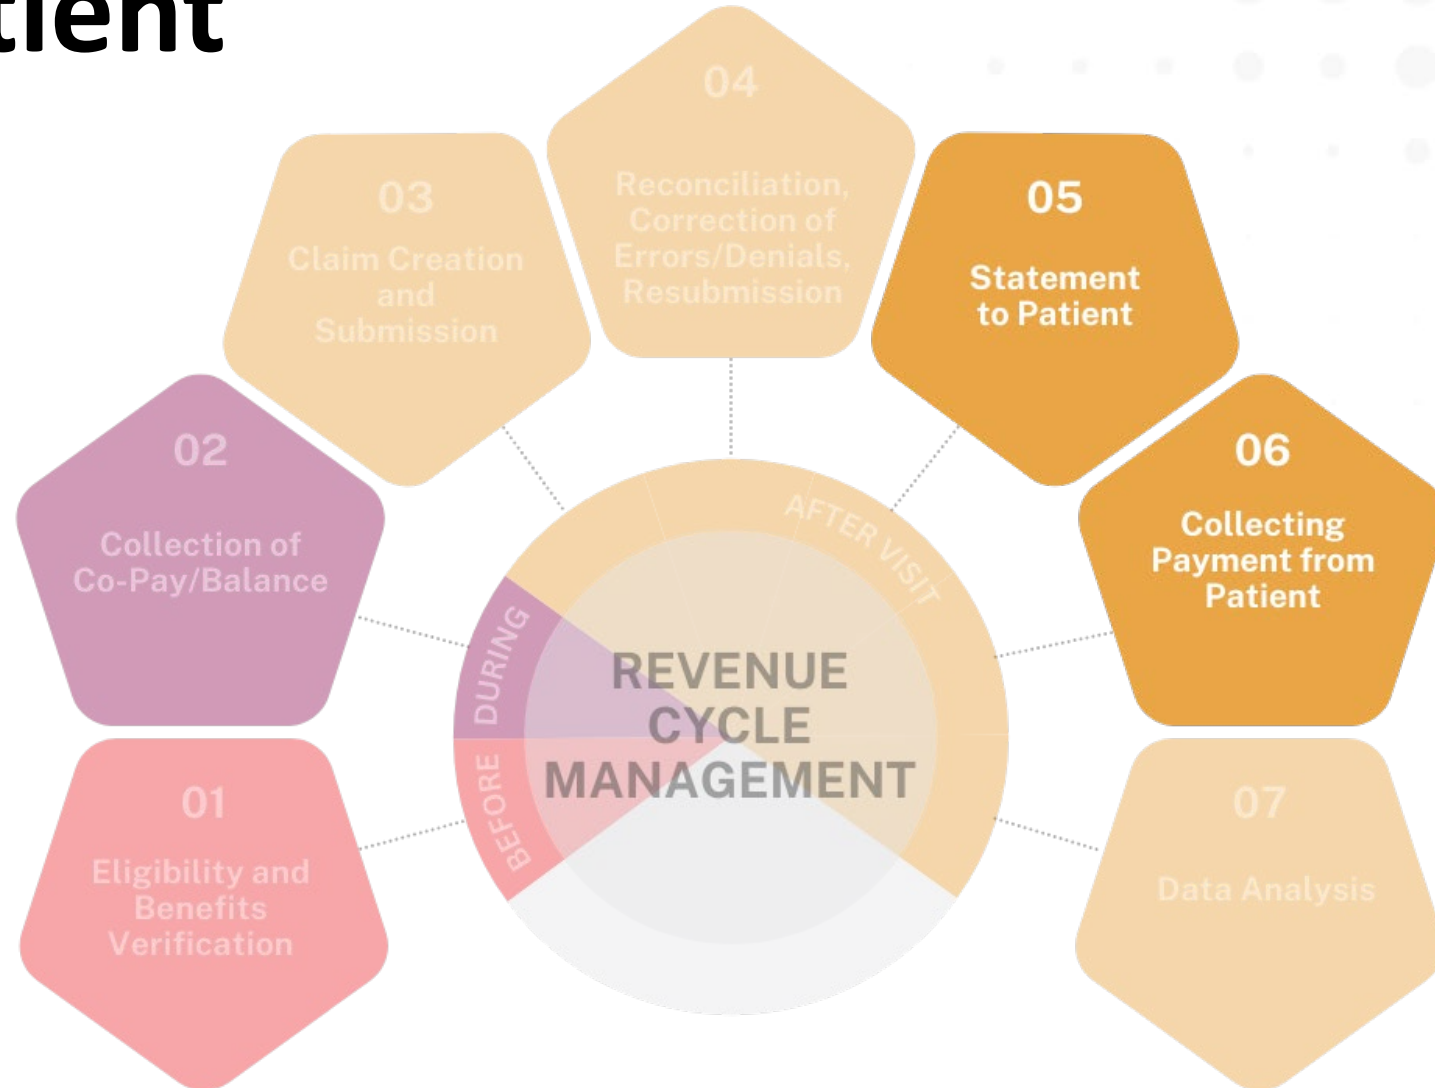 tient
04
Reconciliation,
Correction of
Errors/Denials,
Resubmission
03
Claim Creation
and
Submission
05
Statement
to Patient
02
Collection of
Co-Pay/Balance
06
Collecting
Payment from
Patient
01
Eligibility and
Benefits
Verification
07
Data Analysis
AFTER VISIT
DURING
BEFORE
REVENUE
CYCLE
MANAGEMENT